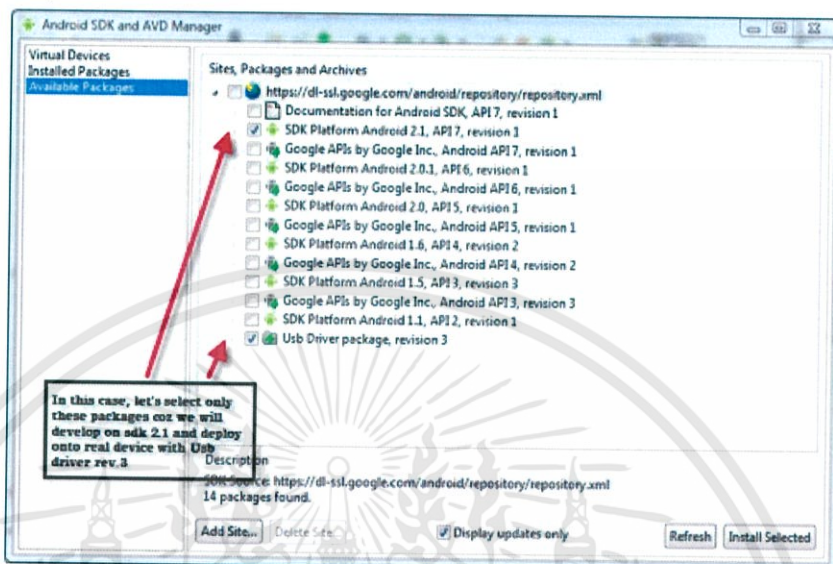 Android SDK and AVD Manager
Virtual Devices
Installed Packages
Available Packages
Sites, Packages and Archives
https://dl-ssl.google.com/android/repository/repository.xml
Documentation for Android SDK, API 7, revision 1
SDK Platform Android 2.1, API 7, revision 1
Google APIs by Google Inc., Android API 7, revision 1
SDK Platform Android 2.0.1, API 6, revision 1
Google APIs by Google Inc., Android API 6, revision 1
SDK Platform Android 2.0, API 5, revision 1
Google APIs by Google Inc., Android API 5, revision 1
SDK Platform Android 1.6, API 4, revision 2
Google APIs by Google Inc., Android API 4, revision 2
SDK Platform Android 1.5, API 3, revision 3
Google APIs by Google Inc., Android API 3, revision 3
SDK Platform Android 1.1, API 2, revision 1
Usb Driver package, revision 3
In this case, let's select only
these packages coz we will
develop on sdk 2.1 and deploy
onto real device with Usb
driver rev.3
Description
SDK Source: https://dl-ssl.google.com/android/repository/repository.xml
14 packages found.
Add Site...
Delete Site...
Display updates only
Refresh
Install Selected